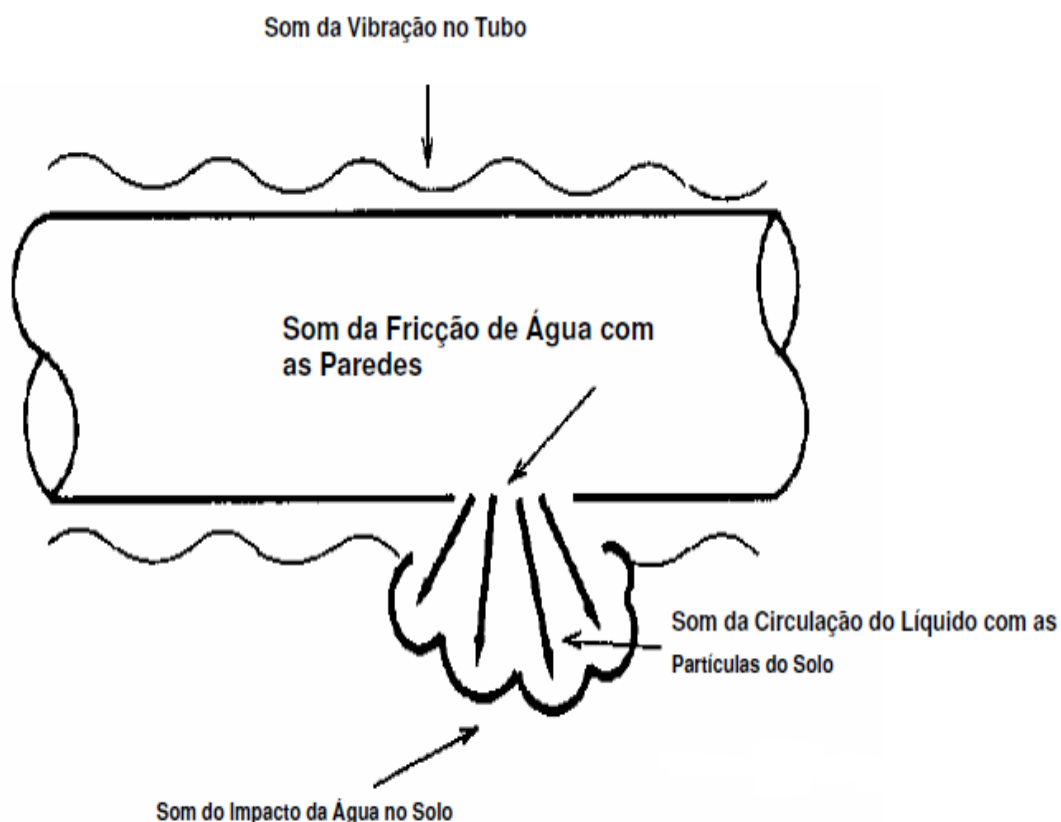 Som da Vibração no Tubo
Som da Fricção de Água com
as Paredes
Som da Circulação do Líquido com as
Partículas do Solo
Som do Impacto da Água no Solo